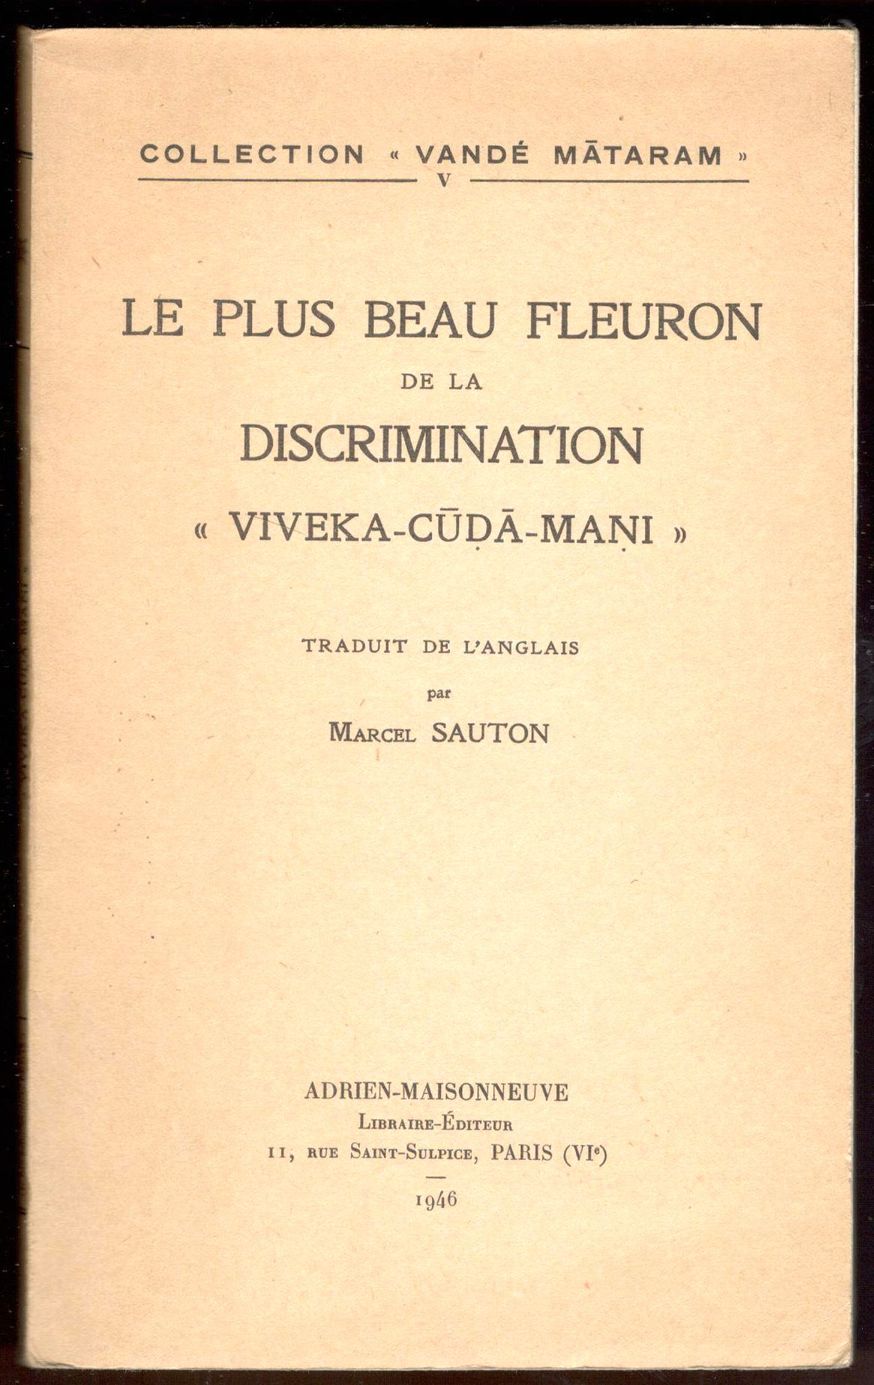 COLLECTION « VANDÉ MĀTARAM »
V
LE PLUS BEAU FLEURON
DE LA
DISCRIMINATION
« VIVEKA-CŪḌĀ-MAṆI »
TRADUIT DE L'ANGLAIS
par
MARCEL SAUTON
ADRIEN-MAISONNEUVE
LIBRAIRE-ÉDITEUR
11, RUE SAINT-SULPICE, PARIS (VIᵉ)
1946